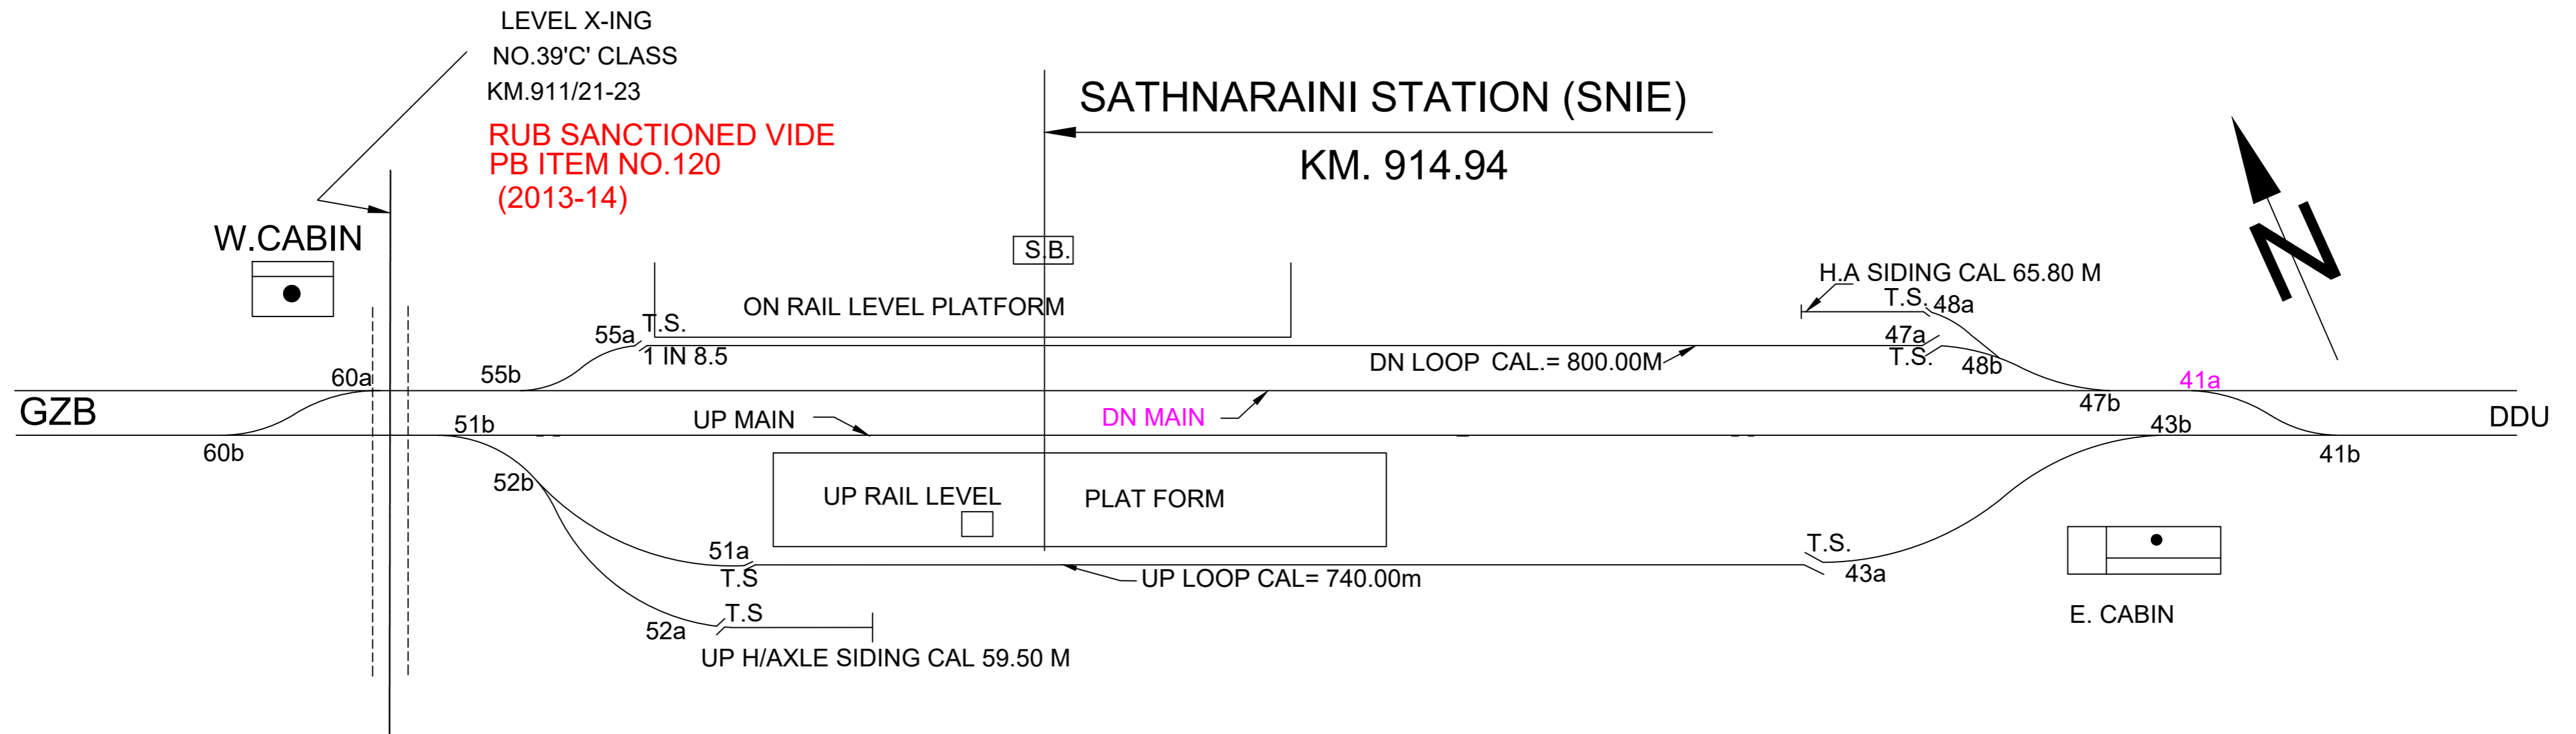 LEVEL X-ING
NO.39'C' CLASS
KM.911/21-23
RUB SANCTIONED VIDE
PB ITEM NO.120
(2013-14)
SATHNARAINI STATION (SNIE)
KM. 914.94
N
W.CABIN
S.B.
H.A SIDING CAL 65.80 M
T.S. 48a
ON RAIL LEVEL PLATFORM
55a T.S.
1 IN 8.5
47a
T.S.
48b
DN LOOP CAL.= 800.00M
60a
55b
41a
47b
GZB
UP MAIN
DN MAIN
DDU
51b
43b
60b
41b
52b
UP RAIL LEVEL PLAT FORM
51a
T.S
T.S.
43a
UP LOOP CAL= 740.00m
T.S
52a
E. CABIN
UP H/AXLE SIDING CAL 59.50 M